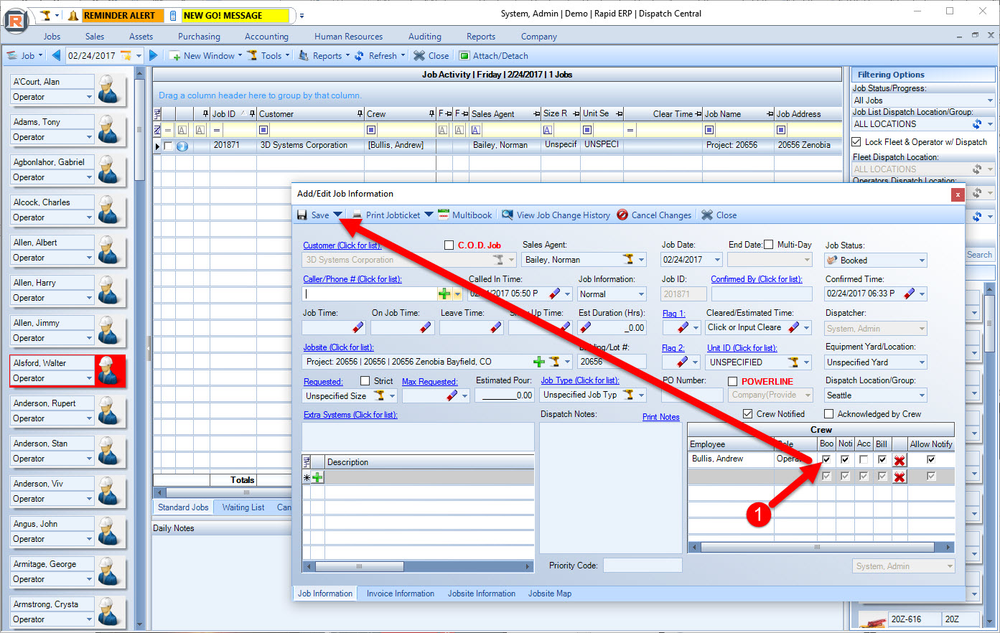 System, Admin | Demo | Rapid ERP | Dispatch Central
REMINDER ALERT
NEW GO! MESSAGE
Jobs Sales Assets Purchasing Accounting Human Resources Auditing Reports Company
Job 02/24/2017 New Window Tools Reports Refresh Close Attach/Detach
A'Court, Alan
Operator
Adams, Tony
Operator
Agbonlahor, Gabriel
Operator
Alcock, Charles
Operator
Allen, Albert
Operator
Allen, Harry
Operator
Allen, Jimmy
Operator
Alsford, Walter
Operator
Anderson, Rupert
Operator
Anderson, Stan
Operator
Anderson, Viv
Operator
Angus, John
Operator
Armitage, George
Operator
Armstrong, Crysta
Operator
Job Activity | Friday | 2/24/2017 | 1 Jobs
Drag a column header here to group by that column.
Job ID Customer Crew F F Sales Agent Size R Unit Se Clear Time Job Name Job Address
201871 3D Systems Corporation [Bullis, Andrew] Bailey, Norman Unspecif UNSPECI Project: 20656 20656 Zenobia
Totals
Standard Jobs Waiting List Can
Daily Notes
Filtering Options
Job Status/Progress:
All Jobs
Job List Dispatch Location/Group:
ALL LOCATIONS
Lock Fleet & Operator w/ Dispatch
Fleet Dispatch Location:
ALL LOCATIONS
Operators Dispatch Location:
Search
20Z-616 20Z
Add/Edit Job Information
x
Save Print Jobticket Multibook View Job Change History Cancel Changes Close
Customer (Click for list): C.O.D. Job Sales Agent: Job Date: End Date: Multi-Day Job Status:
3D Systems Corporation Bailey, Norman 02/24/2017 Booked
Caller/Phone # (Click for list): Called In Time: Job Information: Job ID: Confirmed By (Click for list): Confirmed Time:
02/24/2017 05:50 P Normal 201871 02/24/2017 06:33 P
Job Time: On Job Time: Leave Time: Up Time: Est Duration (Hrs): Flag 1: Cleared/Estimated Time: Dispatcher:
_0.00 Click or Input Cleare System, Admin
Jobsite (Click for list): /Lot #: Flag 2: Unit ID (Click for list): Equipment Yard/Location:
Project: 20656 | 20656 | 20656 Zenobia Bayfield, CO 20656 UNSPECIFIED Unspecified Yard
Requested: Strict Max Requested: Estimated Pour: Job Type (Click for list): PO Number: POWERLINE Dispatch Location/Group:
Unspecified Size 0.00 Unspecified Job Typ Company(Provide Seattle
Extra Systems (Click for list): Dispatch Notes: Print Notes Crew Notified Acknowledged by Crew
Description
Crew
Employee Role Boo Noti Acc Bill Allow Notify
Bullis, Andrew Operat
1
Priority Code: System, Admin
Job Information Invoice Information Jobsite Information Jobsite Map